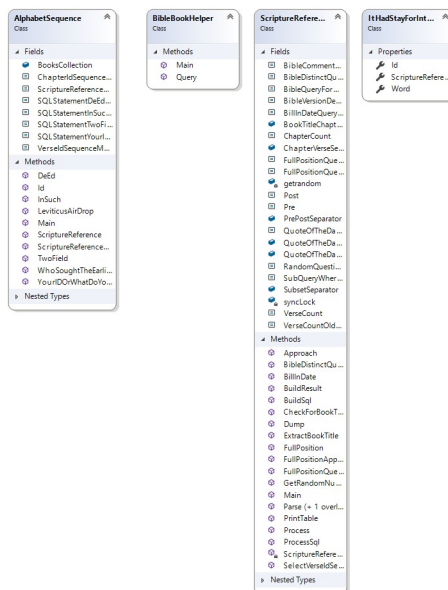 AlphabetSequence
Class
Fields
BooksCollection
ChapterIdSequence...
ScriptureReference...
SQLStatementDeEd...
SQLStatementInSuc...
SQLStatementTwoFi...
SQLStatementYourI...
VerseIdSequenceM...
Methods
DeEd
Id
InSuch
LeviticusAirDrop
Main
ScriptureReference
ScriptureReference...
TwoField
WhoSoughtTheEarli...
YourIDOrWhatDoYo...
Nested Types
BibleBookHelper
Class
Methods
Main
Query
ScriptureRefere...
Class
Fields
BibleComment...
BibleDistinctQu...
BibleQueryFor...
BibleVersionDe...
BillInDateQuery...
BookTitleChapt...
ChapterCount
ChapterVerseSe...
FullPositionQue...
FullPositionQue...
getrandom
Post
Pre
PrePostSeparator
QuoteOfTheDa...
QuoteOfTheDa...
QuoteOfTheDa...
RandomQuesti...
SubQueryWher...
SubsetSeparator
syncLock
VerseCount
VerseCountOld...
Methods
Approach
BibleDistinctQu...
BillInDate
BuildResult
BuildSql
CheckForBookT...
Dump
ExtractBookTitle
FullPosition
FullPositionApp...
FullPositionQue...
GetRandomNu...
Main
Parse (+ 1 overl...
PrintTable
Process
ProcessSql
ScriptureRefere...
SelectVerseIdSe...
Nested Types
ItHadStayForInt...
Class
Properties
Id
ScriptureRefere...
Word